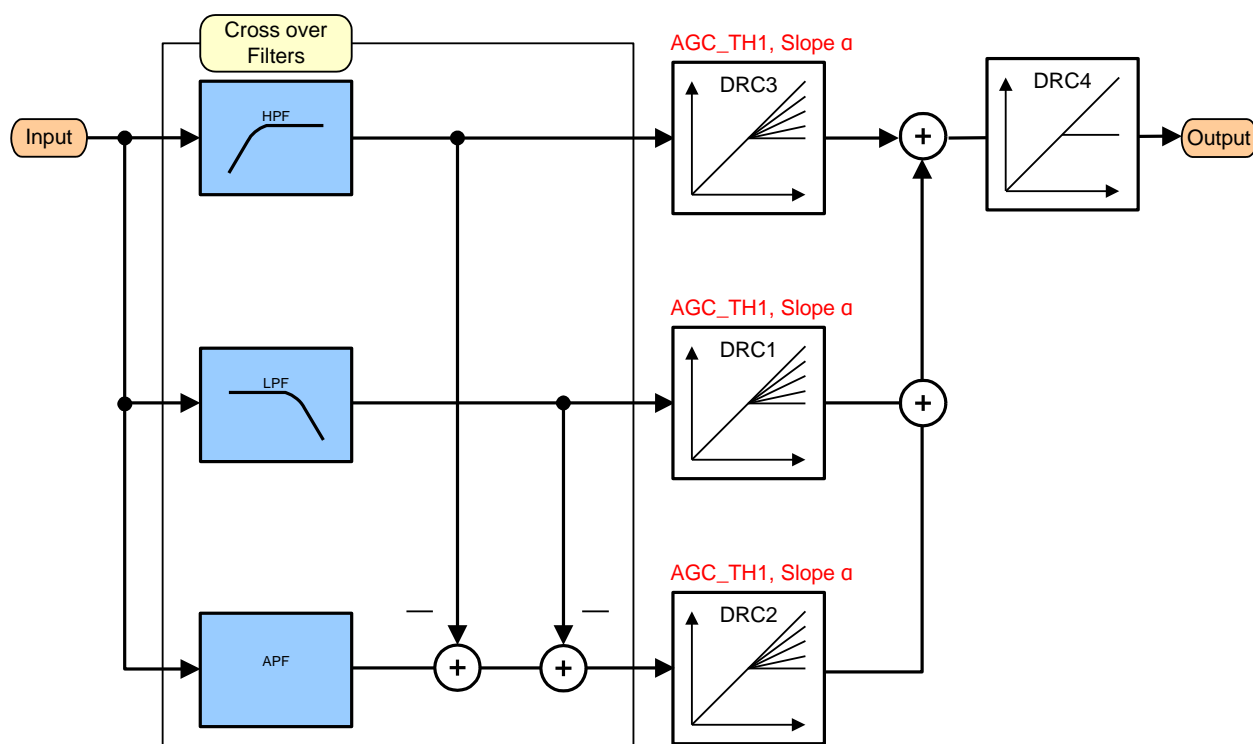 Cross over
Filters
AGC_TH1, Slope α
Input
HPF
DRC3
+
DRC4
Output
AGC_TH1, Slope α
LPF
DRC1
+
AGC_TH1, Slope α
— —
APF
+
+
DRC2